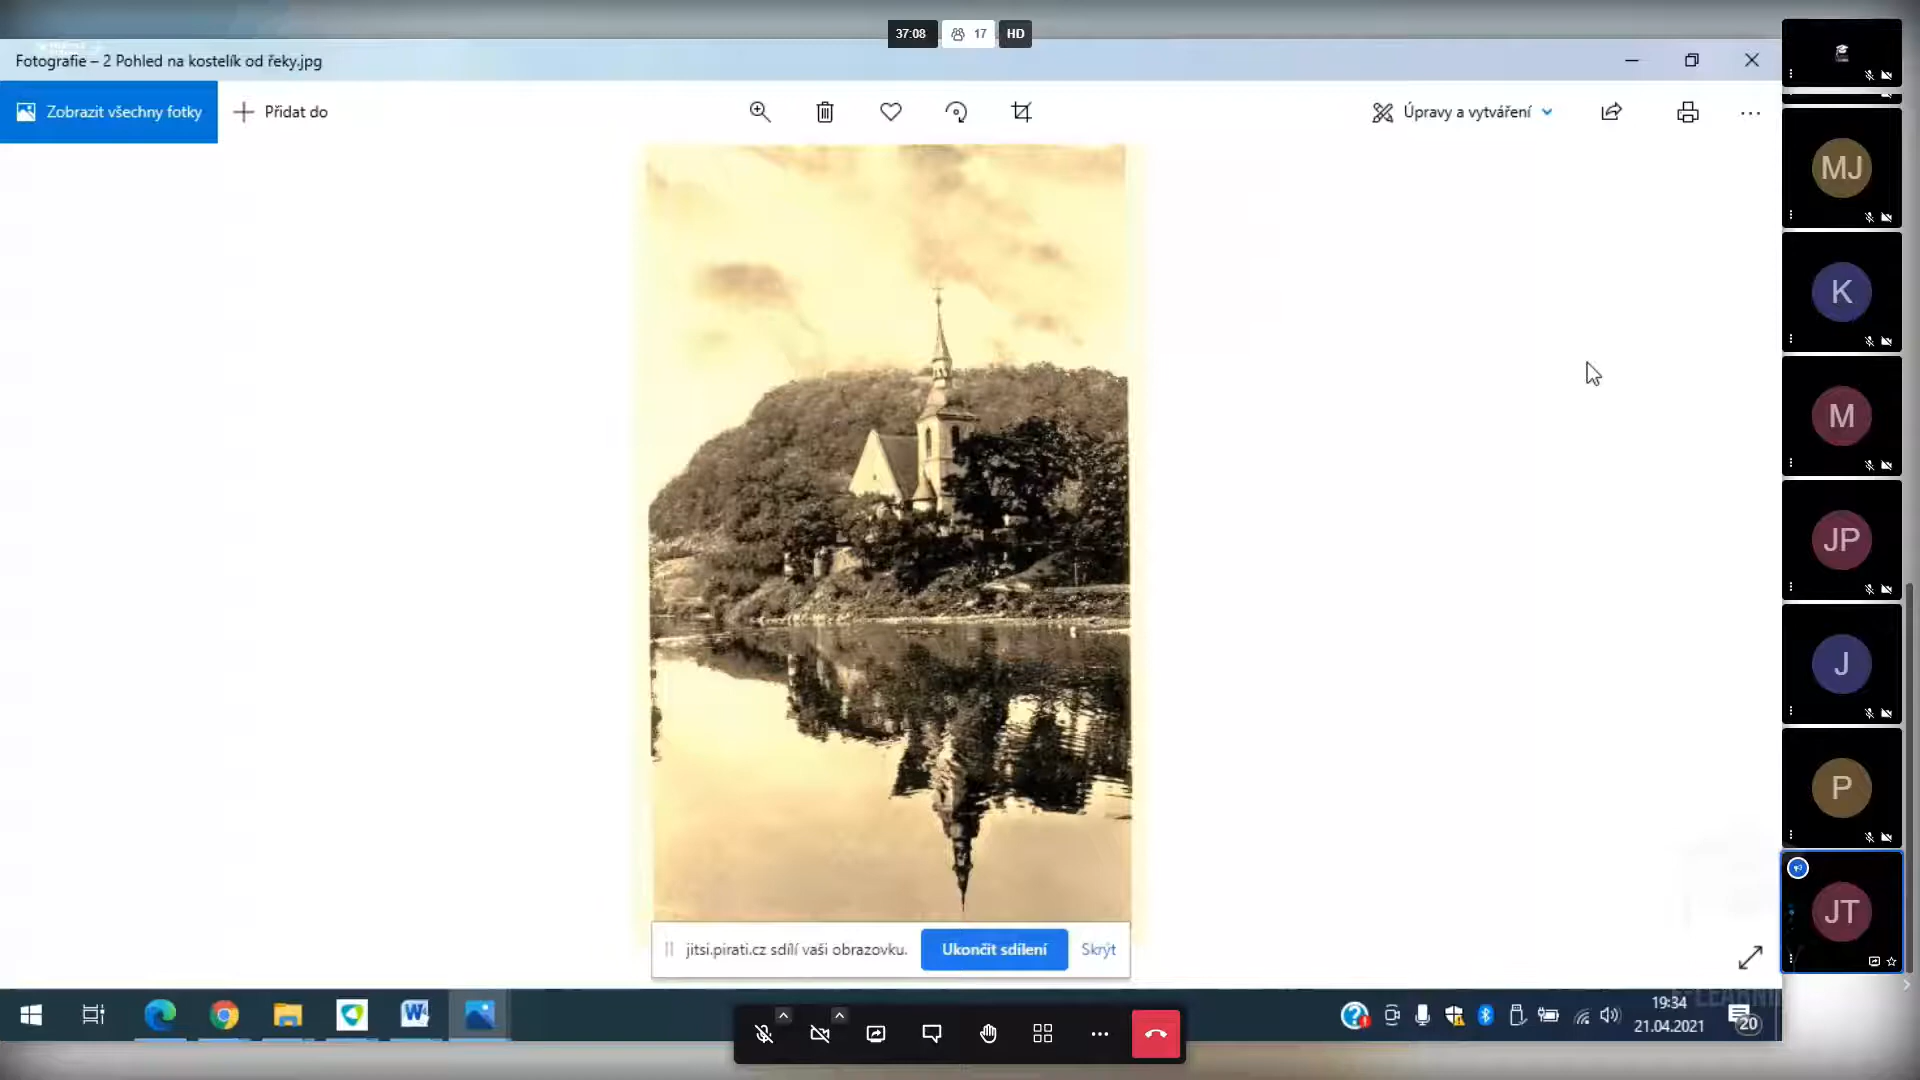 37:08
17
HD
Fotografie – 2 Pohled na kostelík od řeky.jpg
Zobrazit všechny fotky
Přidat do
Úpravy a vytváření
MJ
K
M
JP
J
P
JT
jitsi.pirati.cz sdílí vaši obrazovku.
Ukončit sdílení
Skrýt
19:34
21.04.2021
20